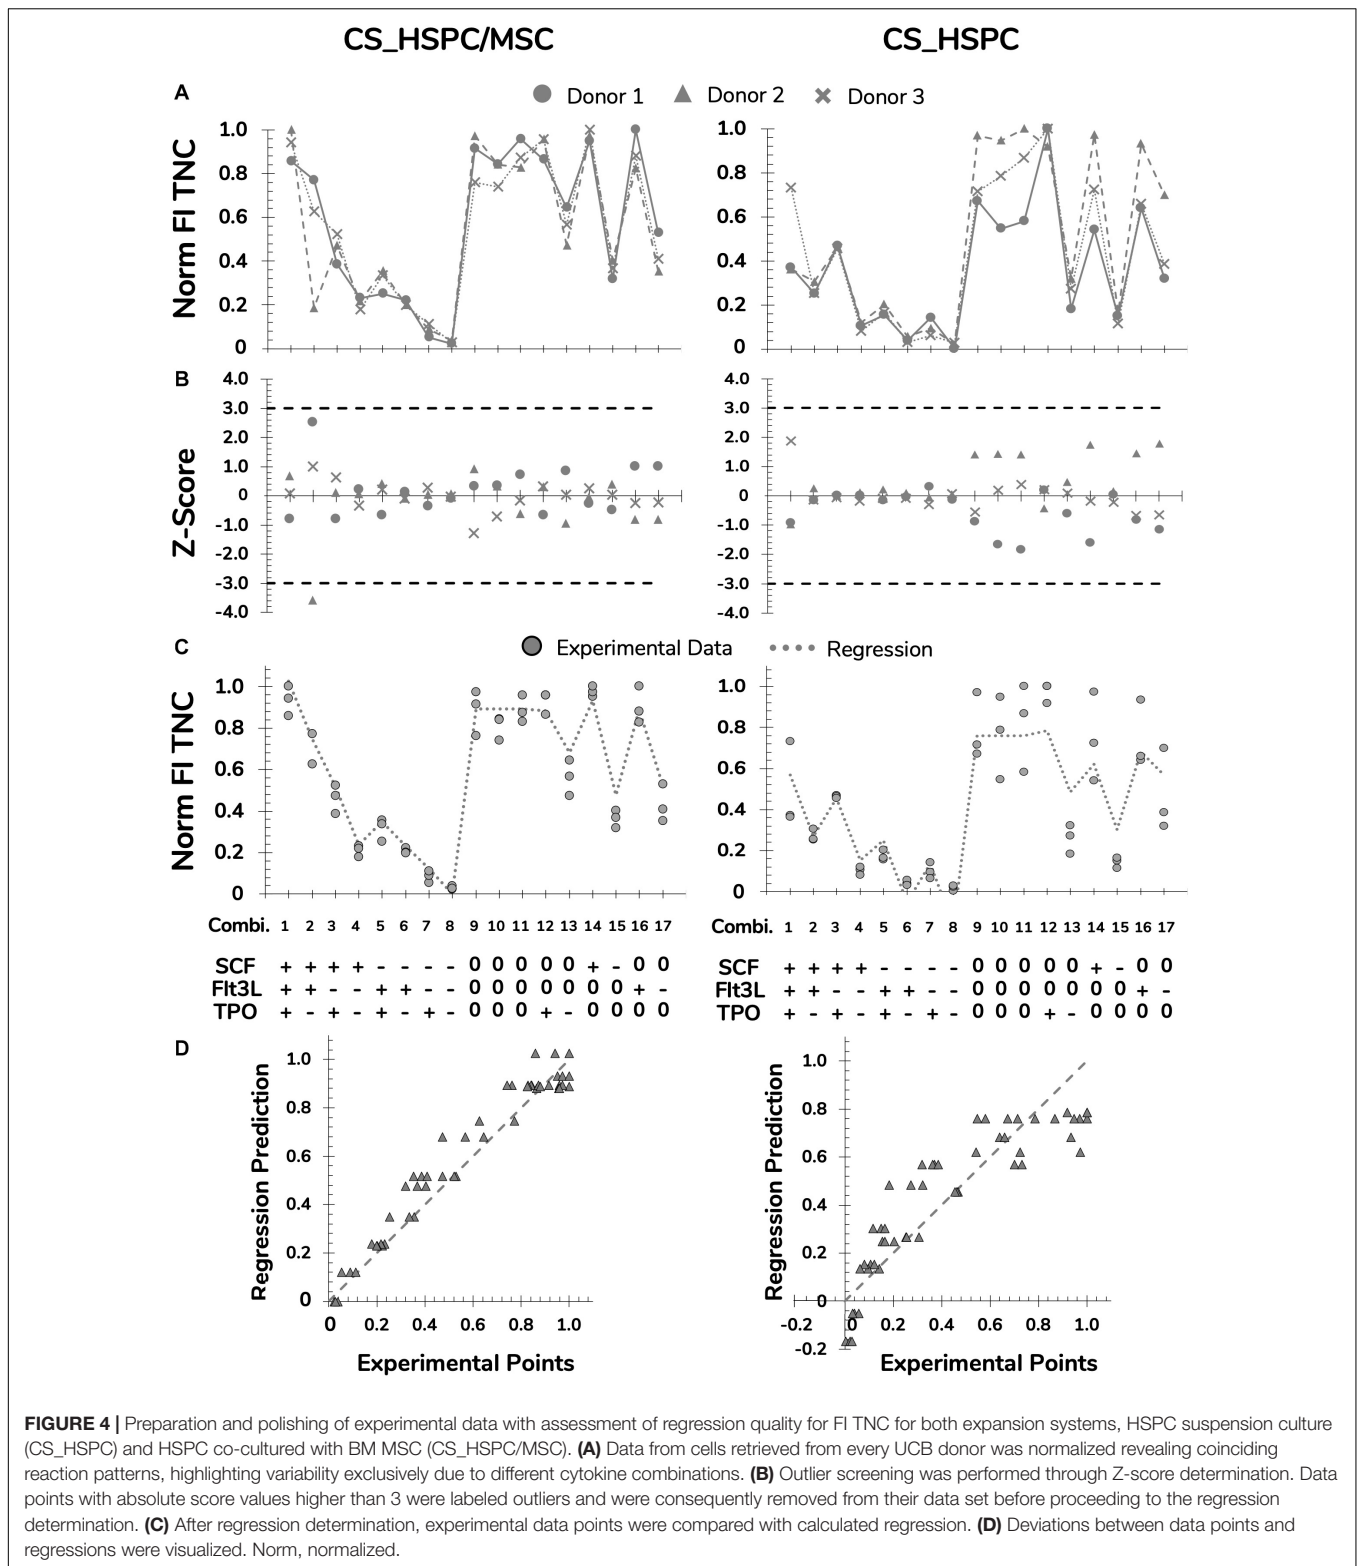 CS_HSPC/MSC CS_HSPC
A
Donor 1 Donor 2 Donor 3
Norm FI TNC
1.0 0.8 0.6 0.4 0.2 0
1.0 0.8 0.6 0.4 0.2 0
B
Z-Score
4.0 3.0 2.0 1.0 0 -1.0 -2.0 -3.0 -4.0
4.0 3.0 2.0 1.0 0 -1.0 -2.0 -3.0 -4.0
C
Experimental Data Regression
Norm FI TNC
1.0 0.8 0.6 0.4 0.2 0
1.0 0.8 0.6 0.4 0.2 0
Combi. 1 2 3 4 5 6 7 8 9 10 11 12 13 14 15 16 17 Combi. 1 2 3 4 5 6 7 8 9 10 11 12 13 14 15 16 17
SCF + + + + - - - - 0 0 0 0 0 + - 0 0 SCF + + + + - - - - 0 0 0 0 0 + - 0 0
Flt3L + + - - + + - - 0 0 0 0 0 0 0 + - Flt3L + + - - + + - - 0 0 0 0 0 0 0 + -
TPO + - + - + - + - 0 0 0 + - 0 0 0 0 TPO + - + - + - + - 0 0 0 + - 0 0 0 0
D
Regression Prediction
1.0 0.8 0.6 0.4 0.2 0
0 0.2 0.4 0.6 0.8 1.0
Experimental Points
Regression Prediction
1.0 0.8 0.6 0.4 0.2 0 -0.2
-0.2 0 0.2 0.4 0.6 0.8 1.0
Experimental Points
FIGURE 4 | Preparation and polishing of experimental data with assessment of regression quality for FI TNC for both expansion systems, HSPC suspension culture
(CS_HSPC) and HSPC co-cultured with BM MSC (CS_HSPC/MSC). (A) Data from cells retrieved from every UCB donor was normalized revealing coinciding
reaction patterns, highlighting variability exclusively due to different cytokine combinations. (B) Outlier screening was performed through Z-score determination. Data
points with absolute score values higher than 3 were labeled outliers and were consequently removed from their data set before proceeding to the regression
determination. (C) After regression determination, experimental data points were compared with calculated regression. (D) Deviations between data points and
regressions were visualized. Norm, normalized.